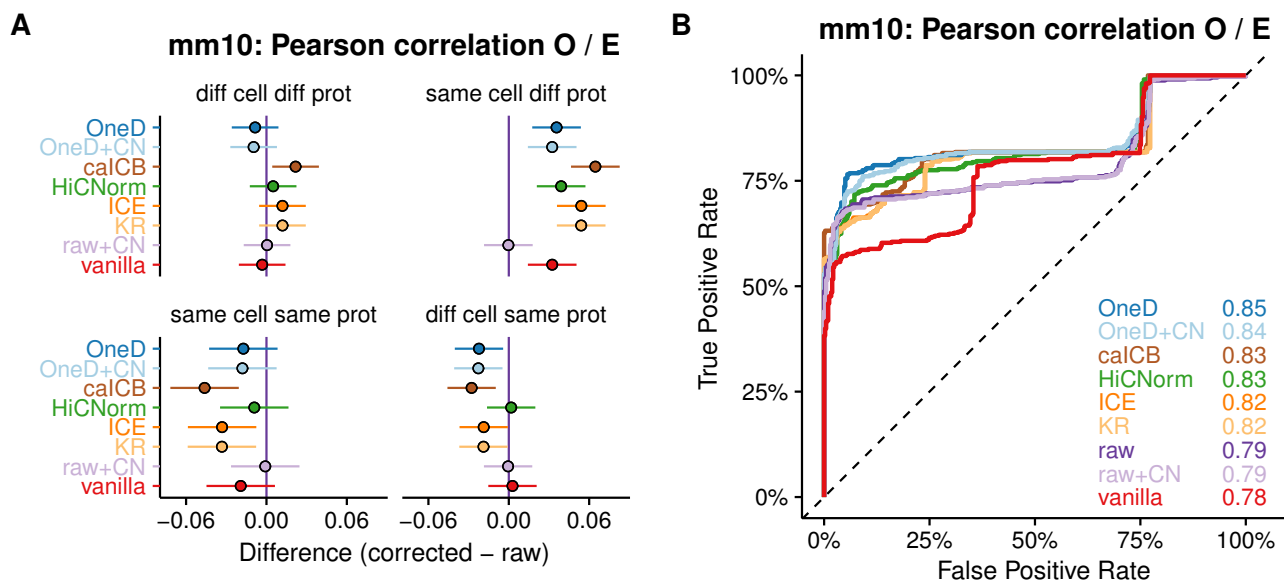 A
mm10: Pearson correlation O / E
diff cell diff prot
same cell diff prot
OneD
OneD+CN
caICB
HiCNorm
ICE
KR
raw+CN
vanilla
same cell same prot
diff cell same prot
OneD
OneD+CN
caICB
HiCNorm
ICE
KR
raw+CN
vanilla
−0.06 0.00 0.06 −0.06 0.00 0.06
Difference (corrected − raw)
B
mm10: Pearson correlation O / E
True Positive Rate
100%
75%
50%
25%
0%
OneD 0.85
OneD+CN 0.84
caICB 0.83
HiCNorm 0.83
ICE 0.82
KR 0.82
raw 0.79
raw+CN 0.79
vanilla 0.78
0% 25% 50% 75% 100%
False Positive Rate